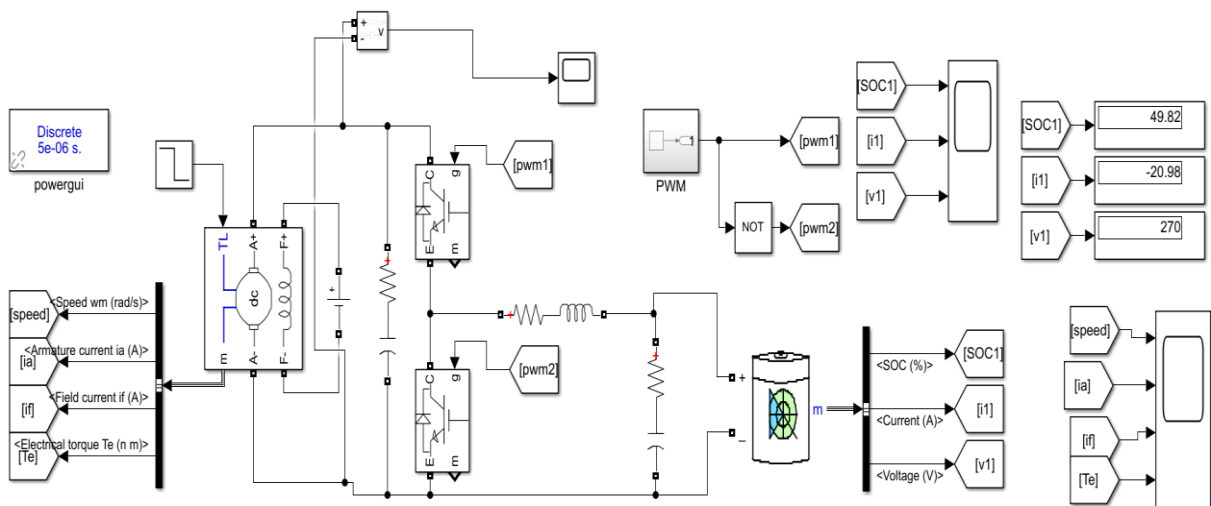 +
-
v
Discrete
5e-06 s.
powergui
TL
A+
F+
dc
m
A-
F-
<Speed wm (rad/s)>
[speed]
<Armature current ia (A)>
[ia]
<Field current if (A)>
[if]
<Electrical torque Te (n m)>
[Te]
+
+
C
g
E
m
[pwm1]
+
C
g
E
m
[pwm2]
+
PWM
[pwm1]
NOT
[pwm2]
[SOC1]
[i1]
[v1]
[SOC1]
49.82
[i1]
-20.98
[v1]
270
+
_
m
<SOC (%)>
[SOC1]
<Current (A)>
[i1]
<Voltage (V)>
[v1]
[speed]
[ia]
[if]
[Te]